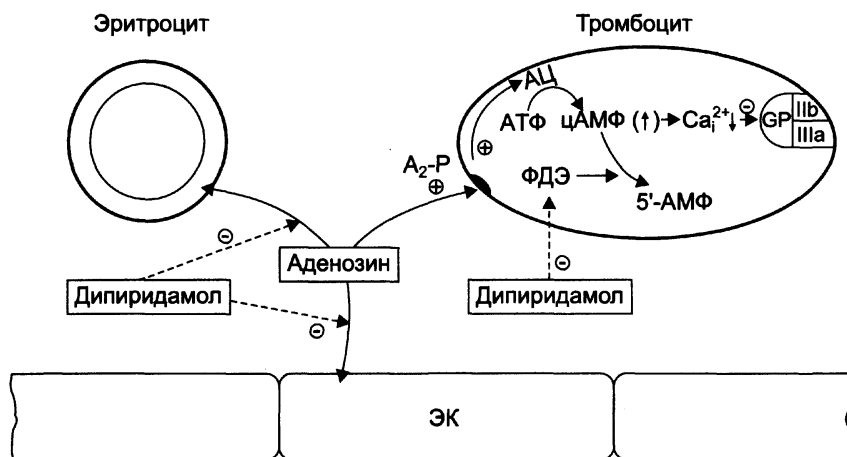 Эритроцит
Тромбоцит
АЦ
АТФ цАМФ (↑) → Ca²⁺ᵢ↓ ⊖ GP IIb
IIIa
⊕
A₂-Р
⊕
ФДЭ
5'-АМФ
⊖
Аденозин
⊖
Дипиридамол
Дипиридамол
⊖
ЭК